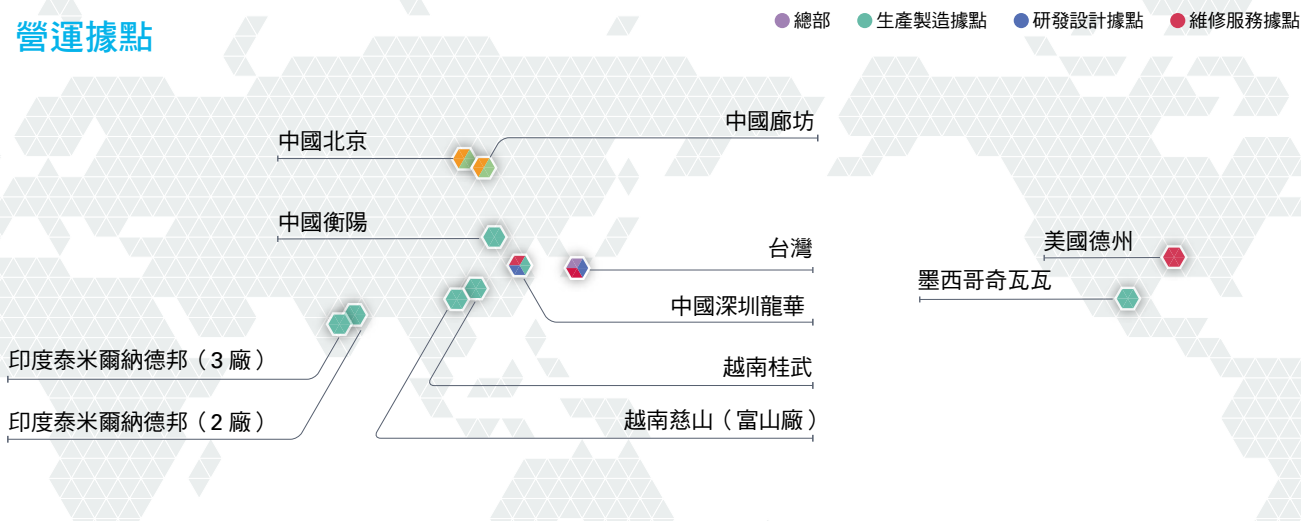 營運據點
總部
生產製造據點
研發設計據點
維修服務據點
中國北京
中國廊坊
中國衡陽
台灣
美國德州
墨西哥奇瓦瓦
中國深圳龍華
印度泰米爾納德邦（3 廠）
越南桂武
印度泰米爾納德邦（2 廠）
越南慈山（富山廠）